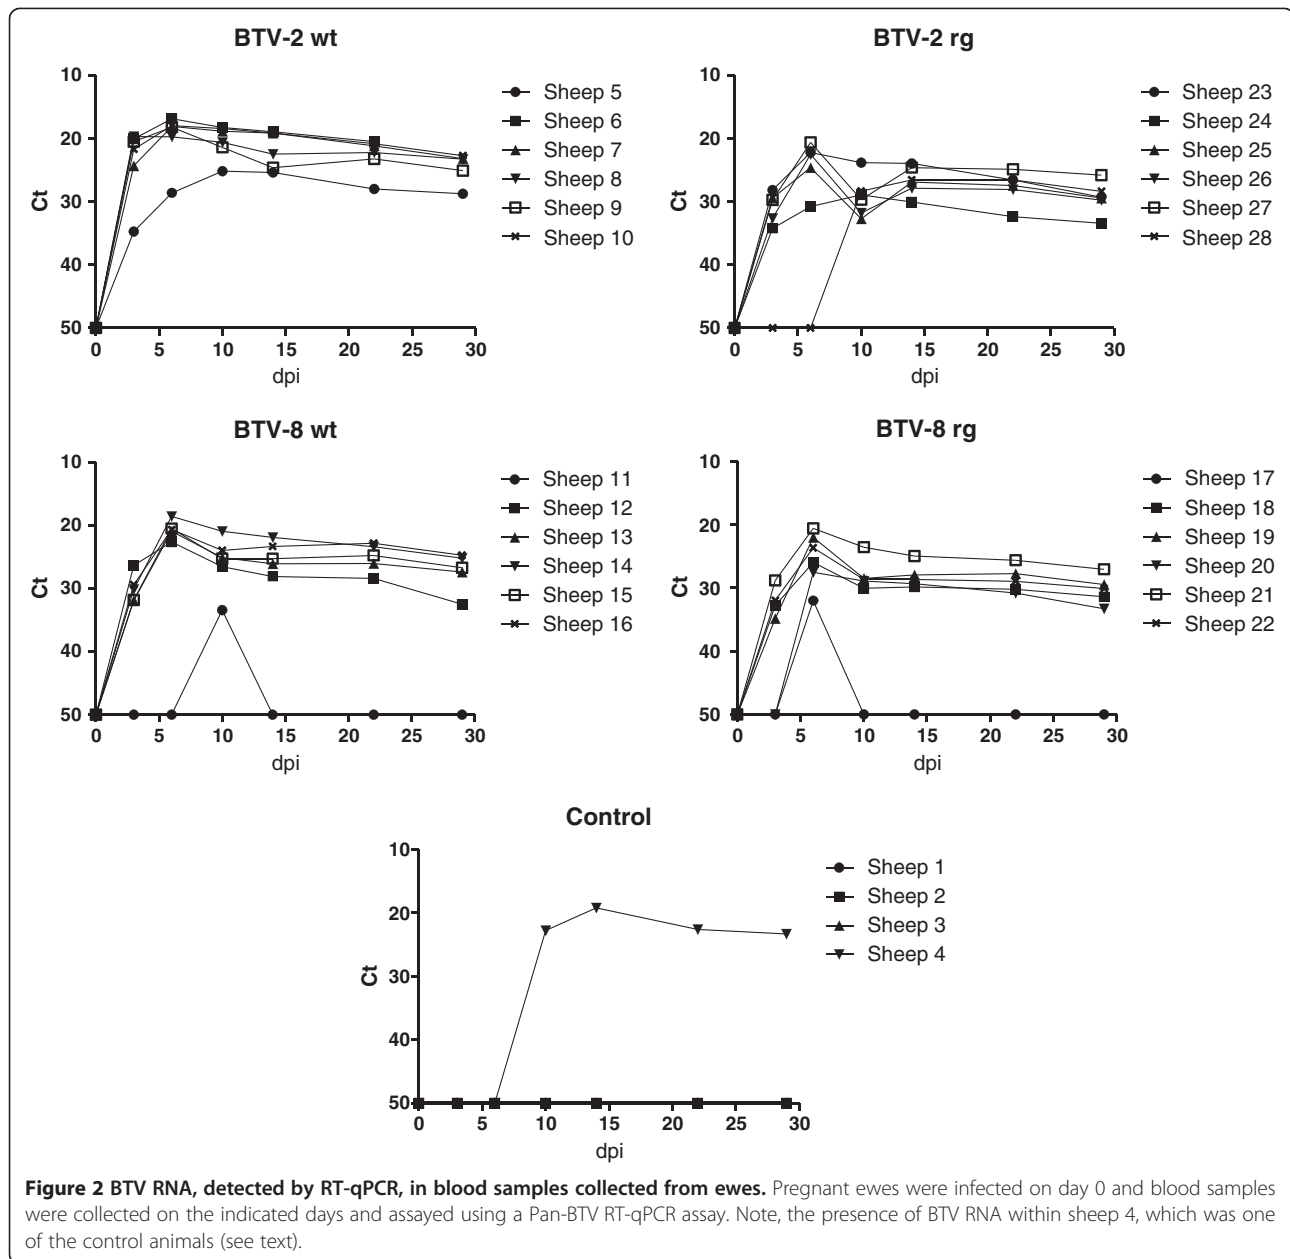 BTV-2 wt
10
20
30
40
50
Ct
0 5 10 15 20 25 30
dpi
Sheep 5
Sheep 6
Sheep 7
Sheep 8
Sheep 9
Sheep 10
BTV-2 rg
10
20
30
40
50
Ct
0 5 10 15 20 25 30
dpi
Sheep 23
Sheep 24
Sheep 25
Sheep 26
Sheep 27
Sheep 28
BTV-8 wt
10
20
30
40
50
Ct
0 5 10 15 20 25 30
dpi
Sheep 11
Sheep 12
Sheep 13
Sheep 14
Sheep 15
Sheep 16
BTV-8 rg
10
20
30
40
50
Ct
0 5 10 15 20 25 30
dpi
Sheep 17
Sheep 18
Sheep 19
Sheep 20
Sheep 21
Sheep 22
Control
10
20
30
40
50
Ct
0 5 10 15 20 25 30
dpi
Sheep 1
Sheep 2
Sheep 3
Sheep 4
Figure 2 BTV RNA, detected by RT-qPCR, in blood samples collected from ewes. Pregnant ewes were infected on day 0 and blood samples
were collected on the indicated days and assayed using a Pan-BTV RT-qPCR assay. Note, the presence of BTV RNA within sheep 4, which was one
of the control animals (see text).